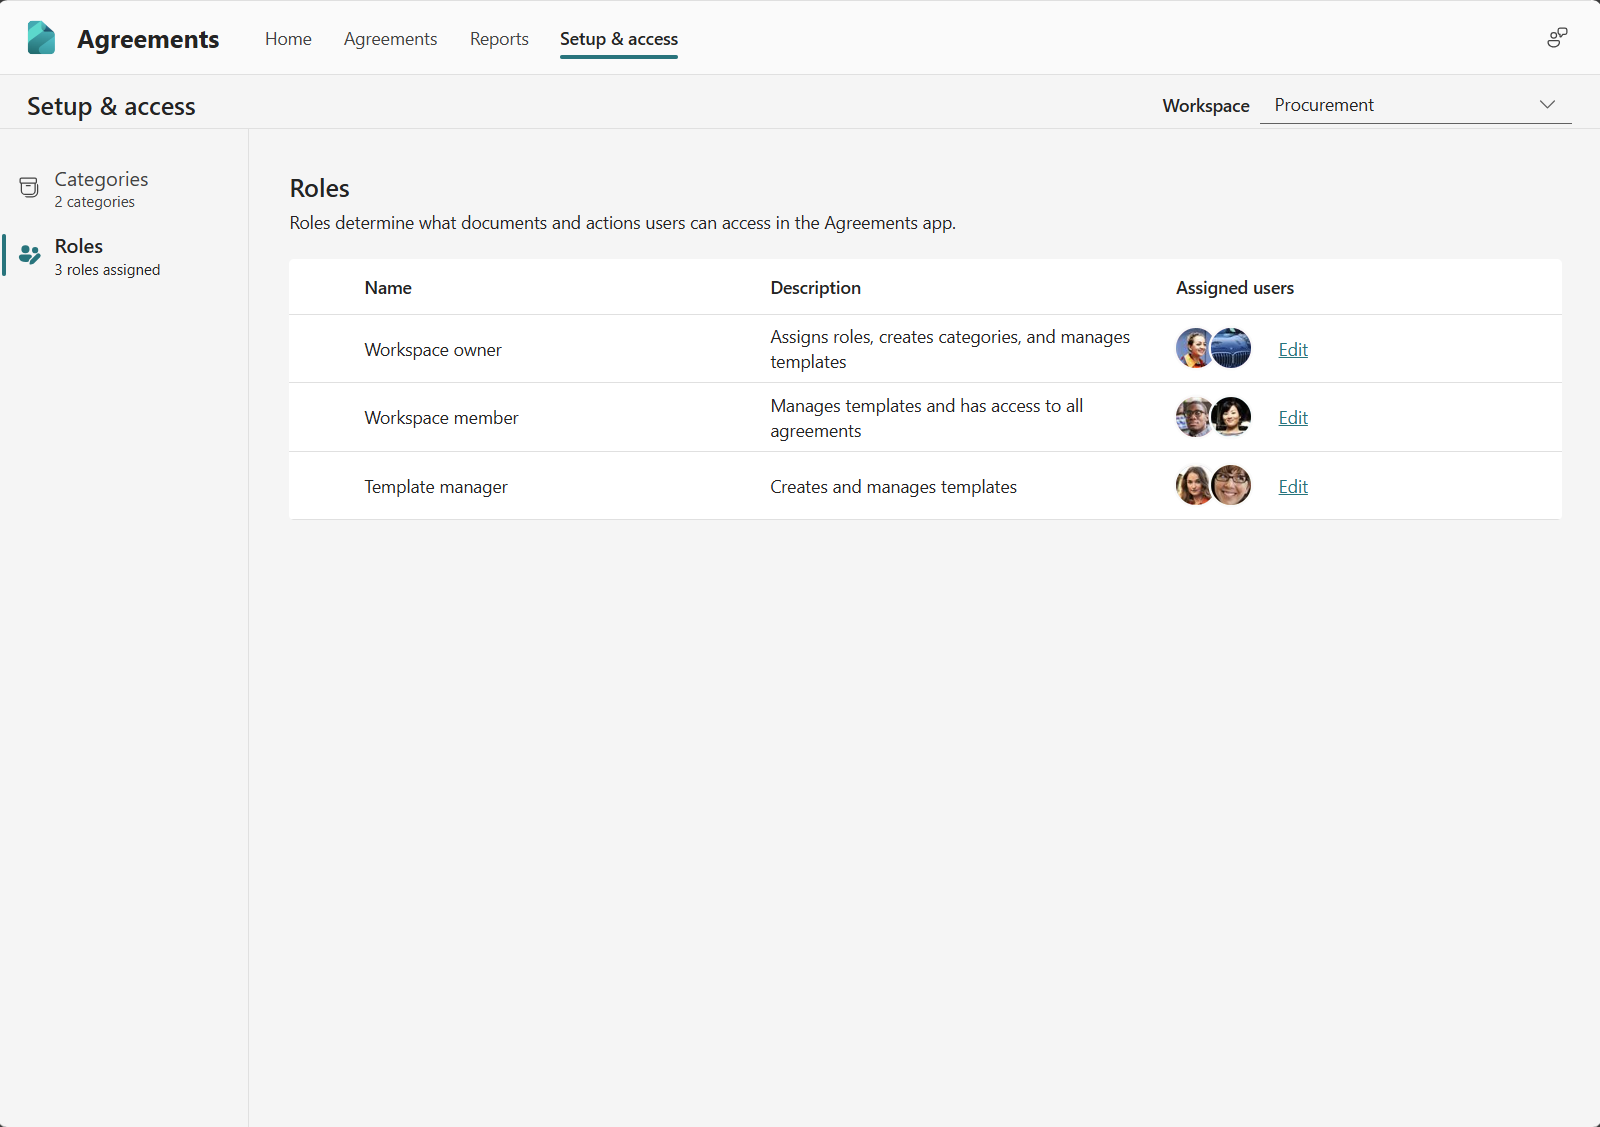 Agreements
Home
Agreements
Reports
Setup & access
Setup & access
Workspace
Procurement
Categories
2 categories
Roles
3 roles assigned
Roles
Roles determine what documents and actions users can access in the Agreements app.
Name
Description
Assigned users
Workspace owner
Assigns roles, creates categories, and manages
templates
Edit
Workspace member
Manages templates and has access to all
agreements
Edit
Template manager
Creates and manages templates
Edit